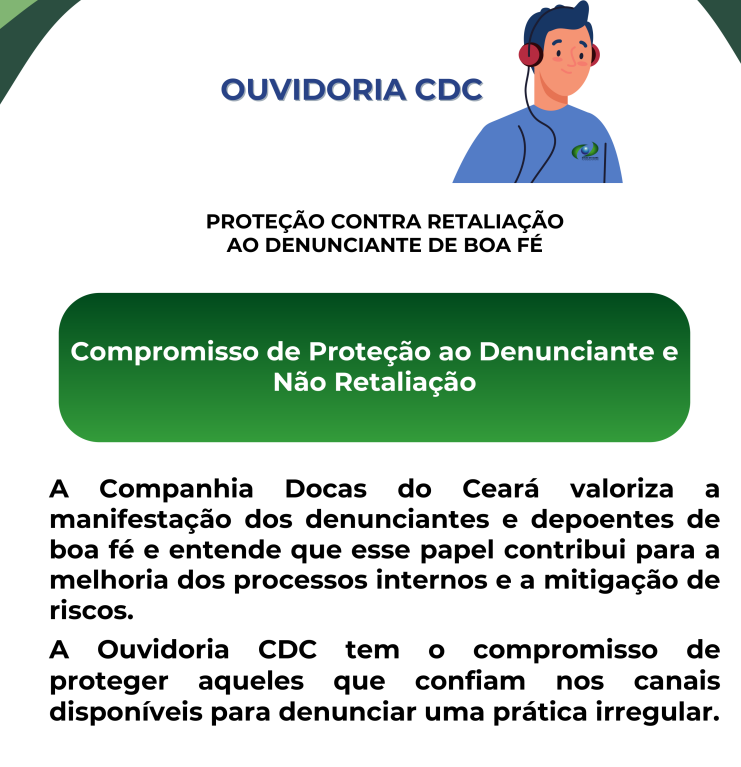 OUVIDORIA CDC
PROTEÇÃO CONTRA RETALIAÇÃO
AO DENUNCIANTE DE BOA FÉ
Compromisso de Proteção ao Denunciante e
Não Retaliação
A Companhia Docas do Ceará valoriza a
manifestação dos denunciantes e depoentes de
boa fé e entende que esse papel contribui para a
melhoria dos processos internos e a mitigação de
riscos.
A Ouvidoria CDC tem o compromisso de
proteger aqueles que confiam nos canais
disponíveis para denunciar uma prática irregular.